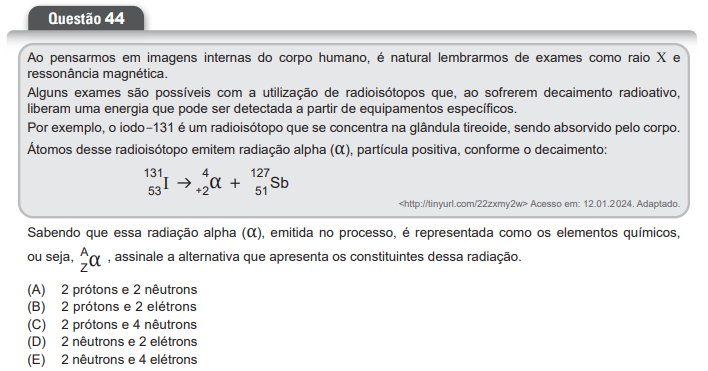 Questão 44
Ao pensarmos em imagens internas do corpo humano, é natural lembrarmos de exames como raio X e
ressonância magnética.
Alguns exames são possíveis com a utilização de radioisótopos que, ao sofrerem decaimento radioativo,
liberam uma energia que pode ser detectada a partir de equipamentos específicos.
Por exemplo, o iodo−131 é um radioisótopo que se concentra na glândula tireoide, sendo absorvido pelo corpo.
Átomos desse radioisótopo emitem radiação alpha (α), partícula positiva, conforme o decaimento:
131 53 I → 4 +2 α + 127 51 Sb
<http://tinyurl.com/22zxmy2w> Acesso em: 12.01.2024. Adaptado.
Sabendo que essa radiação alpha (α), emitida no processo, é representada como os elementos químicos,
ou seja, A Z α , assinale a alternativa que apresenta os constituintes dessa radiação.
(A) 2 prótons e 2 nêutrons
(B) 2 prótons e 2 elétrons
(C) 2 prótons e 4 nêutrons
(D) 2 nêutrons e 2 elétrons
(E) 2 nêutrons e 4 elétrons